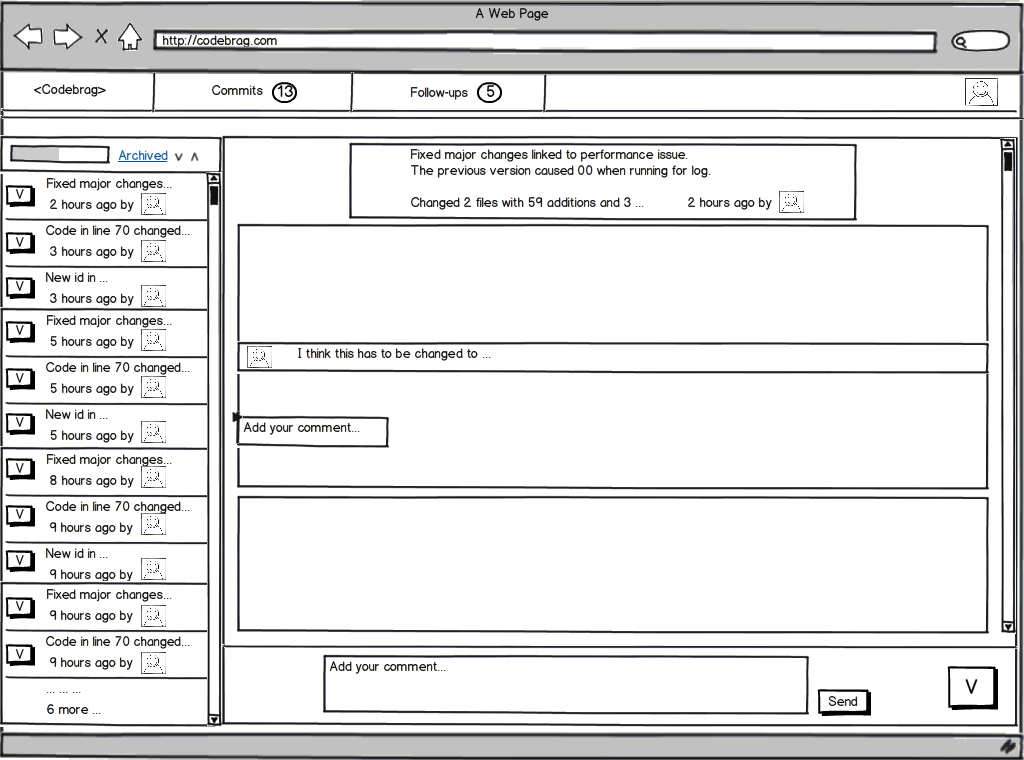 A Web Page
X
http://codebrag.com
<Codebrag>
Commits 13
Follow-ups 5
Archived v ʌ
V
Fixed major changes...
2 hours ago by
V
Code in line 70 changed...
3 hours ago by
V
New id in ...
3 hours ago by
V
Fixed major changes...
5 hours ago by
V
Code in line 70 changed...
5 hours ago by
V
New id in ...
5 hours ago by
V
Fixed major changes...
8 hours ago by
V
Code in line 70 changed...
9 hours ago by
V
New id in ...
9 hours ago by
V
Fixed major changes...
9 hours ago by
V
Code in line 70 changed...
9 hours ago by
... ... ...
6 more ...
Fixed major changes linked to performance issue.
The previous version caused 00 when running for log.
Changed 2 files with 59 additions and 3 ...
2 hours ago by
I think this has to be changed to ...
Add your comment...
Add your comment...
Send
V